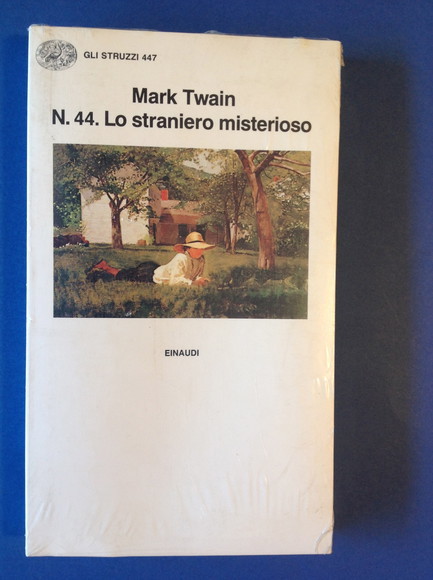 GLI STRUZZI 447
Mark Twain
N. 44. Lo straniero misterioso
EINAUDI